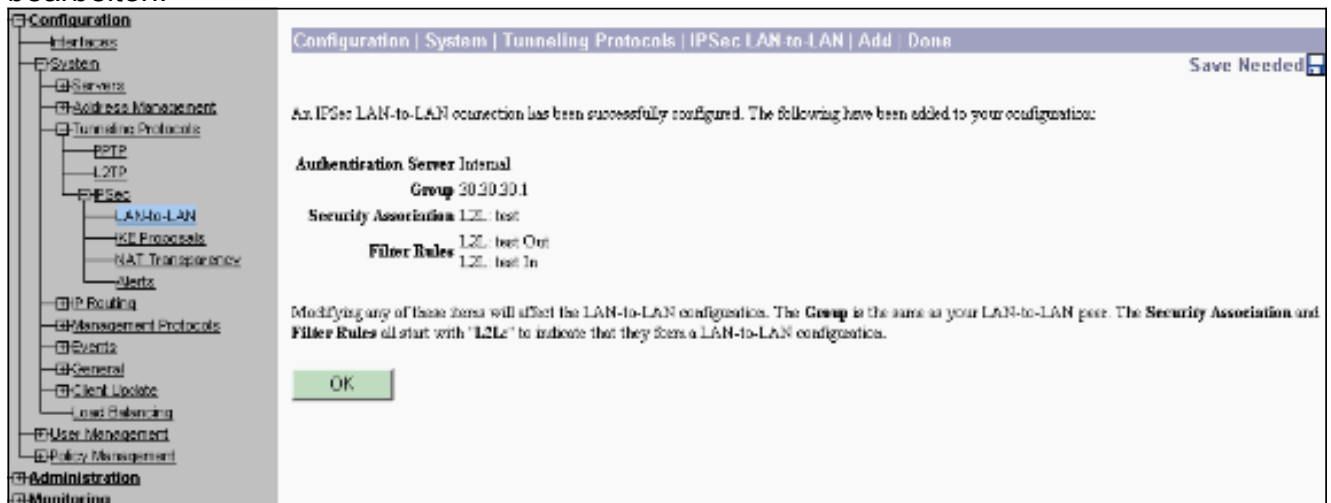 Configuration
Interfaces
System
Servers
Address Management
Tunneling Protocols
PPTP
L2TP
IPSec
LAN-to-LAN
IKE Proposals
NAT Transparency
Alerts
IP Routing
Management Protocols
Events
General
Client Update
Load Balancing
User Management
Policy Management
Administration
Monitoring
Configuration | System | Tunneling Protocols | IPSec LAN-to-LAN | Add | Done
Save Needed
An IPSec LAN-to-LAN connection has been successfully configured. The following have been added to your configuration:
Authentication Server Internal
Group 30.30.30.1
Security Association L2L: test
Filter Rules L2L: test Out
L2L: test In
Modifying any of these items will affect the LAN-to-LAN configuration. The Group is the same as your LAN-to-LAN peer. The Security Association and
Filter Rules all start with "L2L:" to indicate that they form a LAN-to-LAN configuration.
OK